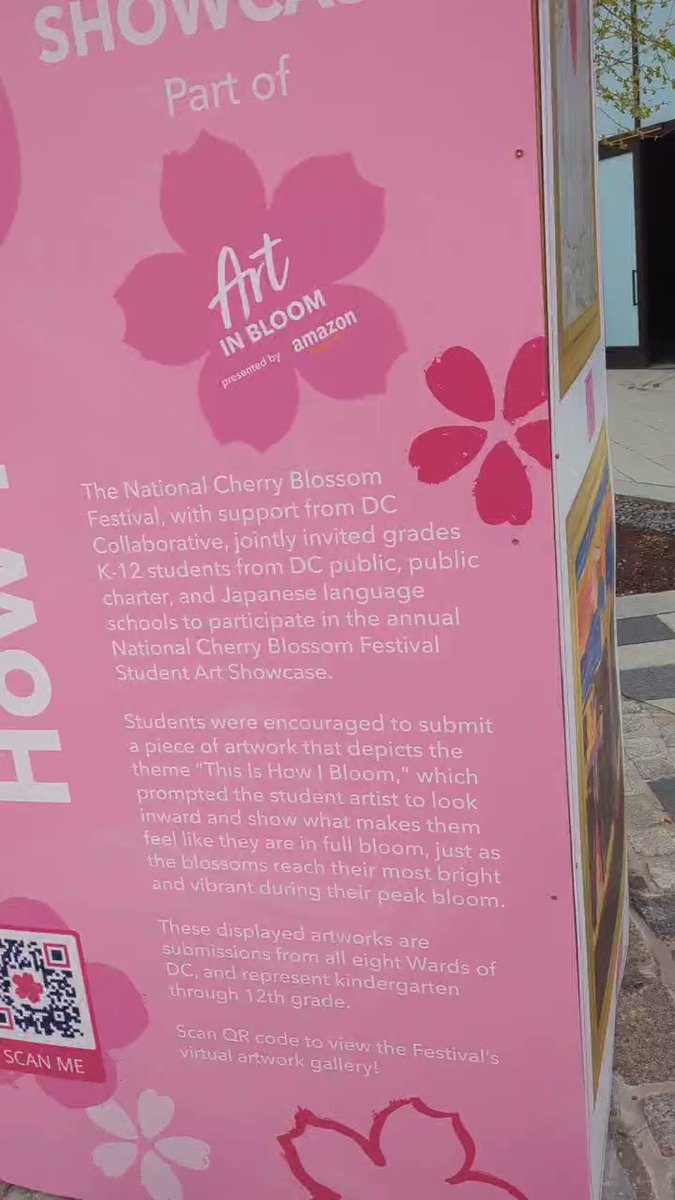 SHOWCAS
Part of
Art
IN BLOOM
presented by amazon
The National Cherry Blossom
Festival, with support from DC
Collaborative, jointly invited grades
K-12 students from DC public, public
charter, and Japanese language
schools to participate in the annual
National Cherry Blossom Festival
Student Art Showcase.
Students were encouraged to submit
a piece of artwork that depicts the
theme "This Is How I Bloom," which
prompted the student artist to look
inward and show what makes them
feel like they are in full bloom, just as
the blossoms reach their most bright
and vibrant during their peak bloom.
These displayed artworks are
submissions from all eight Wards of
DC, and represent kindergarten
through 12th grade.
Scan QR code to view the Festival's
virtual artwork gallery!
HOW I
SCAN ME